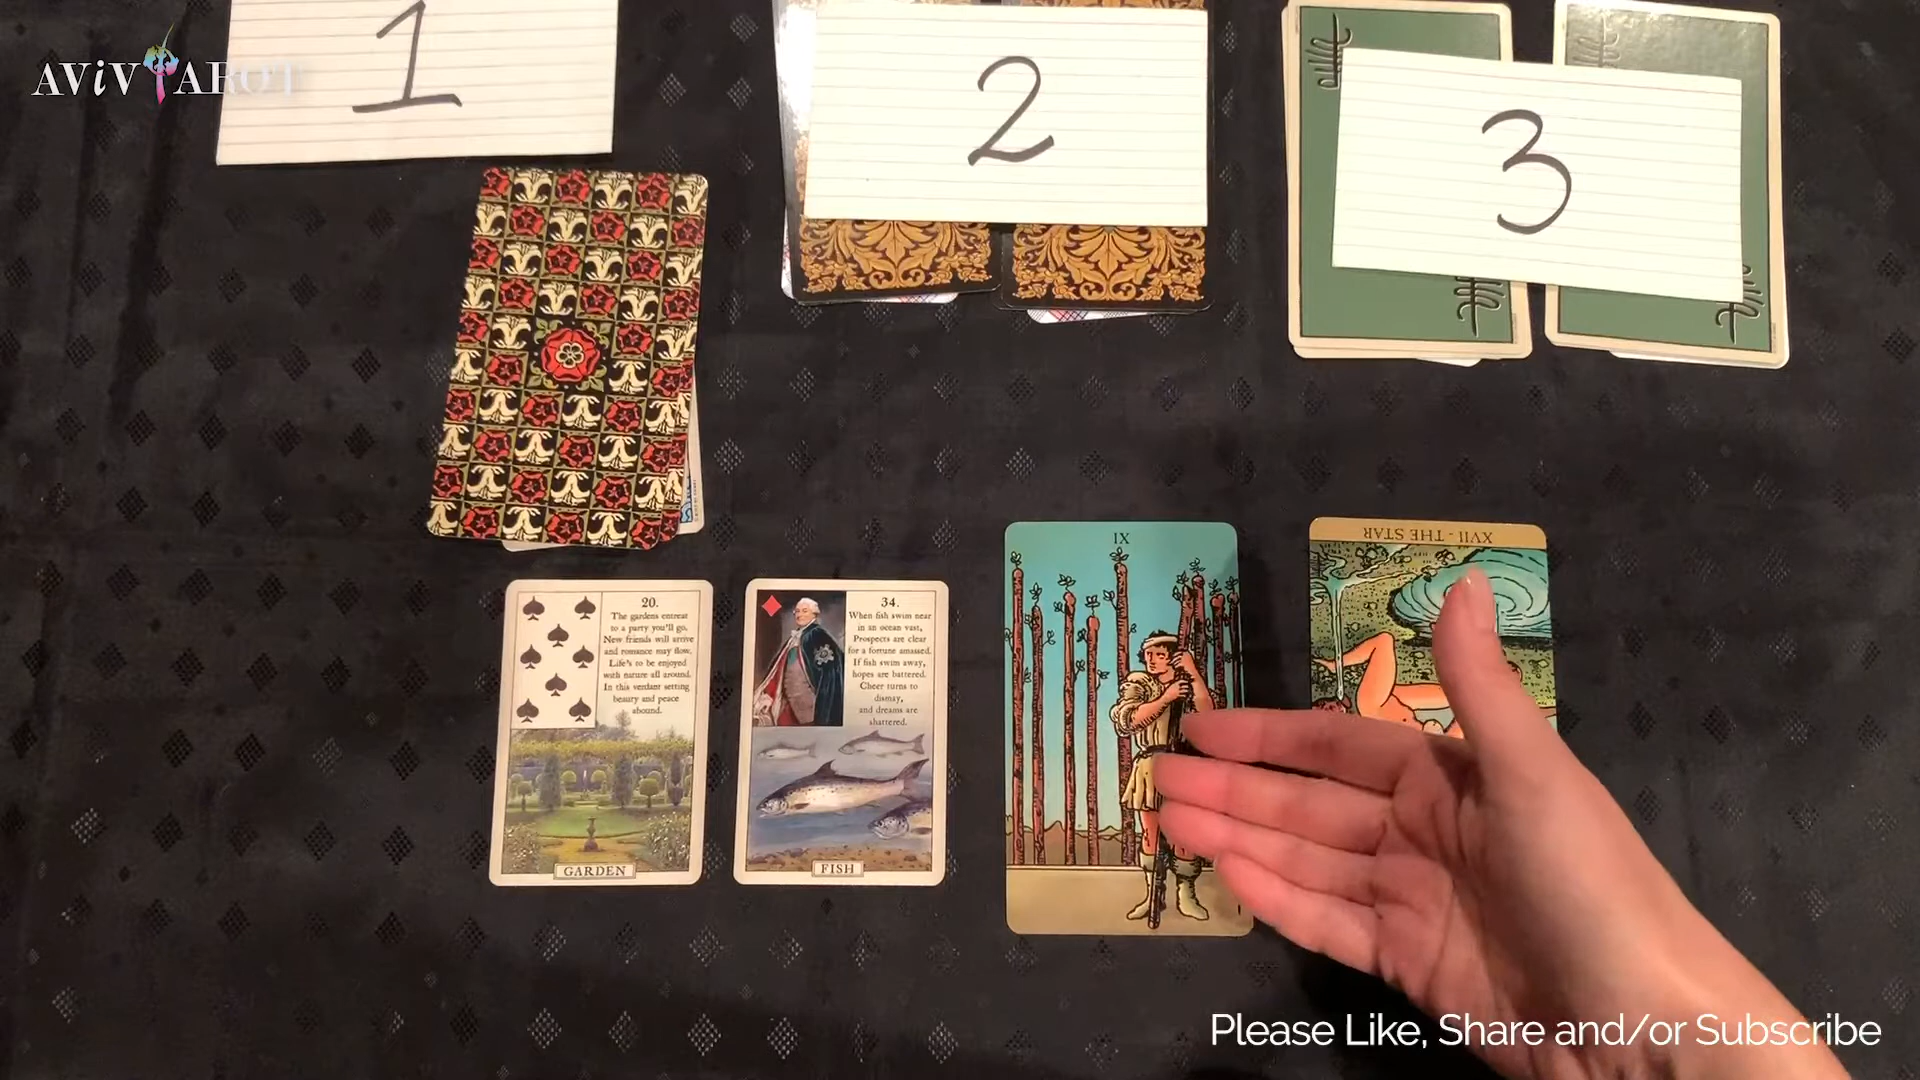 AViVTAROT
1
2
3
20.
The gardens entreat
to a party you'll go,
New friends will arrive
and romance may flow.
Life's to be enjoyed
with nature all around.
In this verdant setting
beauty and peace
abound.
GARDEN
34.
When fish swim near
in an ocean vast,
Prospects are clear
for a fortune amassed.
If fish swim away,
hopes are battered.
Cheer turns to
dismay,
and dreams are
shattered.
FISH
IX
XVII - THE STAR
Please Like, Share and/or Subscribe